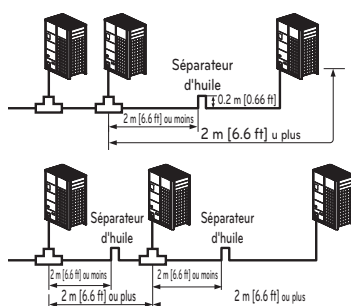 Séparateur
d'huile
0.2 m [0.66 ft]
2 m [6.6 ft] ou moins
2 m [6.6 ft] u plus
Séparateur
d'huile
Séparateur
d'huile
2 m [6.6 ft] ou moins
2 m [6.6 ft] ou moins
2 m [6.6 ft] ou plus
2 m [6.6 ft] ou plus